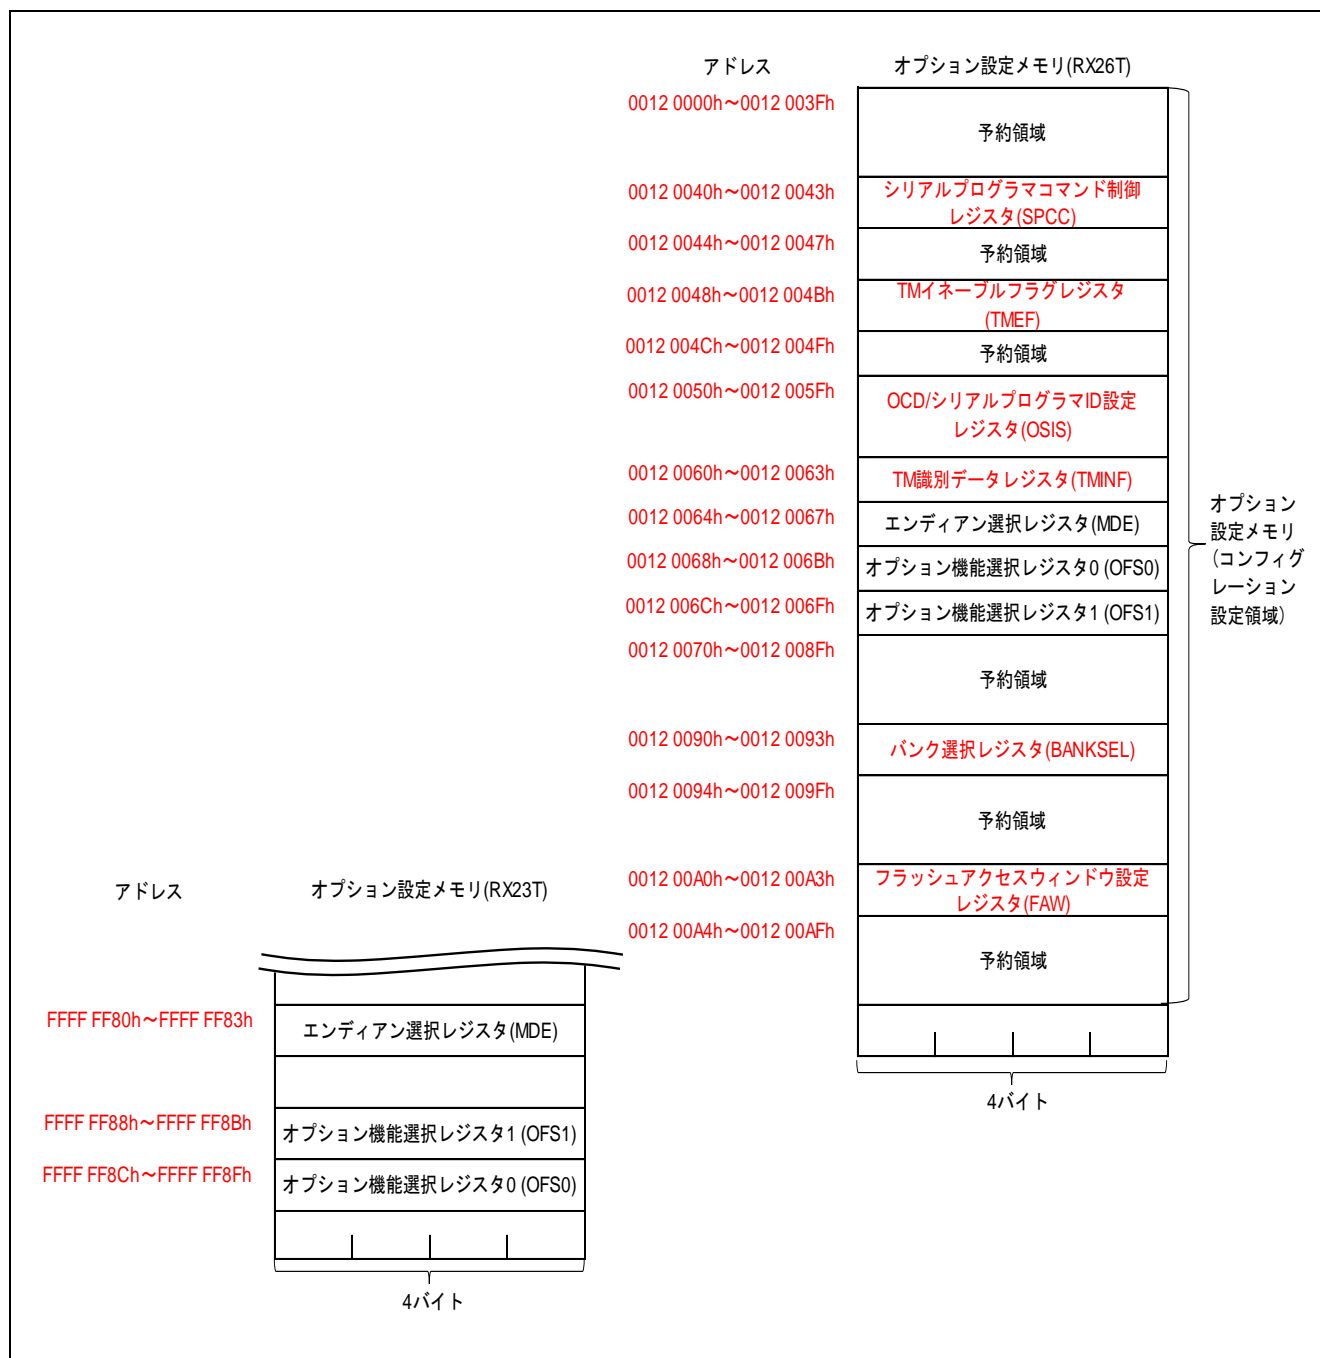 アドレス
オプション設定メモリ(RX26T)
0012 0000h~0012 003Fh
予約領域
0012 0040h~0012 0043h
シリアルプログラマコマンド制御
レジスタ(SPCC)
0012 0044h~0012 0047h
予約領域
0012 0048h~0012 004Bh
TMイネーブルフラグレジスタ
(TMEF)
0012 004Ch~0012 004Fh
予約領域
0012 0050h~0012 005Fh
OCD/シリアルプログラマID設定
レジスタ(OSIS)
0012 0060h~0012 0063h
TM識別データレジスタ(TMINF)
0012 0064h~0012 0067h
エンディアン選択レジスタ(MDE)
0012 0068h~0012 006Bh
オプション機能選択レジスタ0 (OFS0)
0012 006Ch~0012 006Fh
オプション機能選択レジスタ1 (OFS1)
0012 0070h~0012 008Fh
予約領域
0012 0090h~0012 0093h
バンク選択レジスタ(BANKSEL)
0012 0094h~0012 009Fh
予約領域
0012 00A0h~0012 00A3h
フラッシュアクセスウィンドウ設定
レジスタ(FAW)
0012 00A4h~0012 00AFh
予約領域
4バイト
オプション
設定メモリ
(コンフィグ
レーション
設定領域)
アドレス
オプション設定メモリ(RX23T)
FFFF FF80h~FFFF FF83h
エンディアン選択レジスタ(MDE)
FFFF FF88h~FFFF FF8Bh
オプション機能選択レジスタ1 (OFS1)
FFFF FF8Ch~FFFF FF8Fh
オプション機能選択レジスタ0 (OFS0)
4バイト